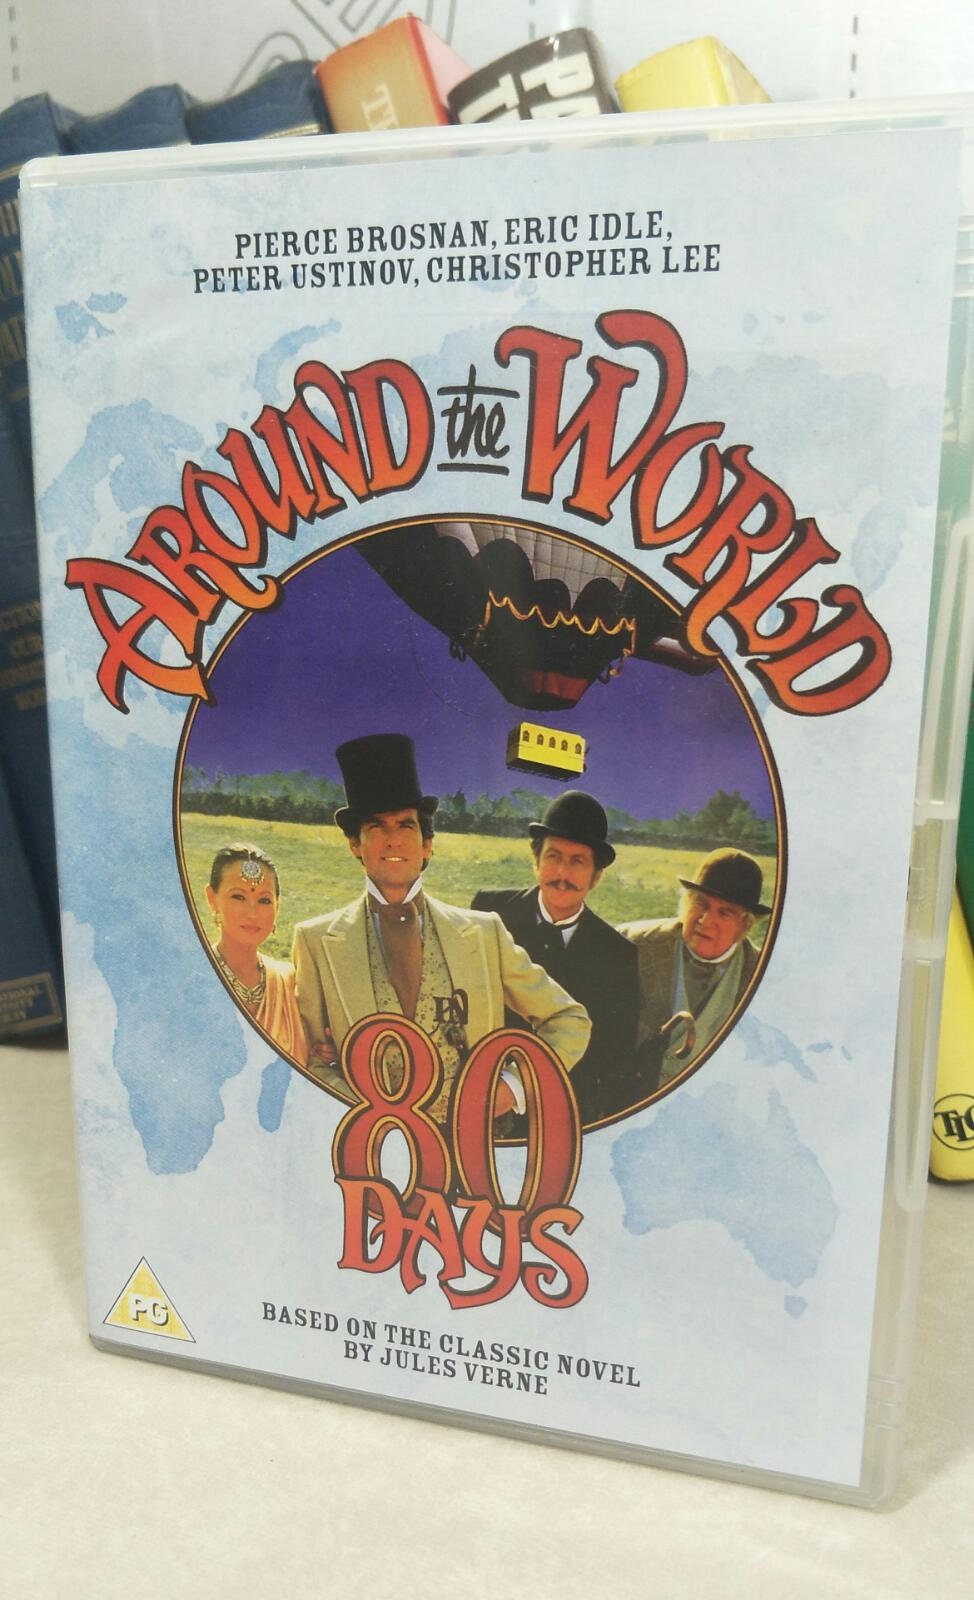 PIERCE BROSNAN, ERIC IDLE,
PETER USTINOV, CHRISTOPHER LEE
AROUND the WORLD
80
DAYS
PG
BASED ON THE CLASSIC NOVEL
BY JULES VERNE